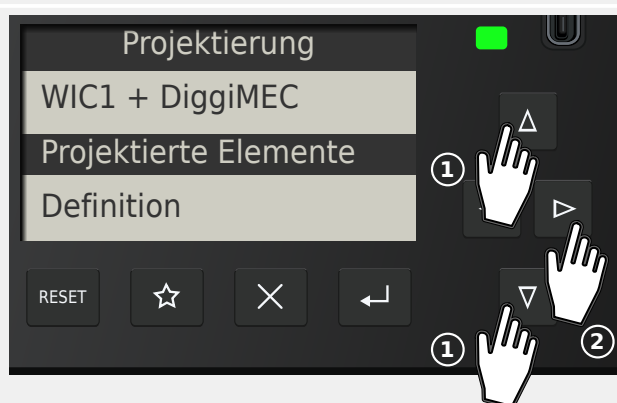 Projektierung
WIC1 + DiggiMEC
Projektierte Elemente
Definition
RESET
1
1
2